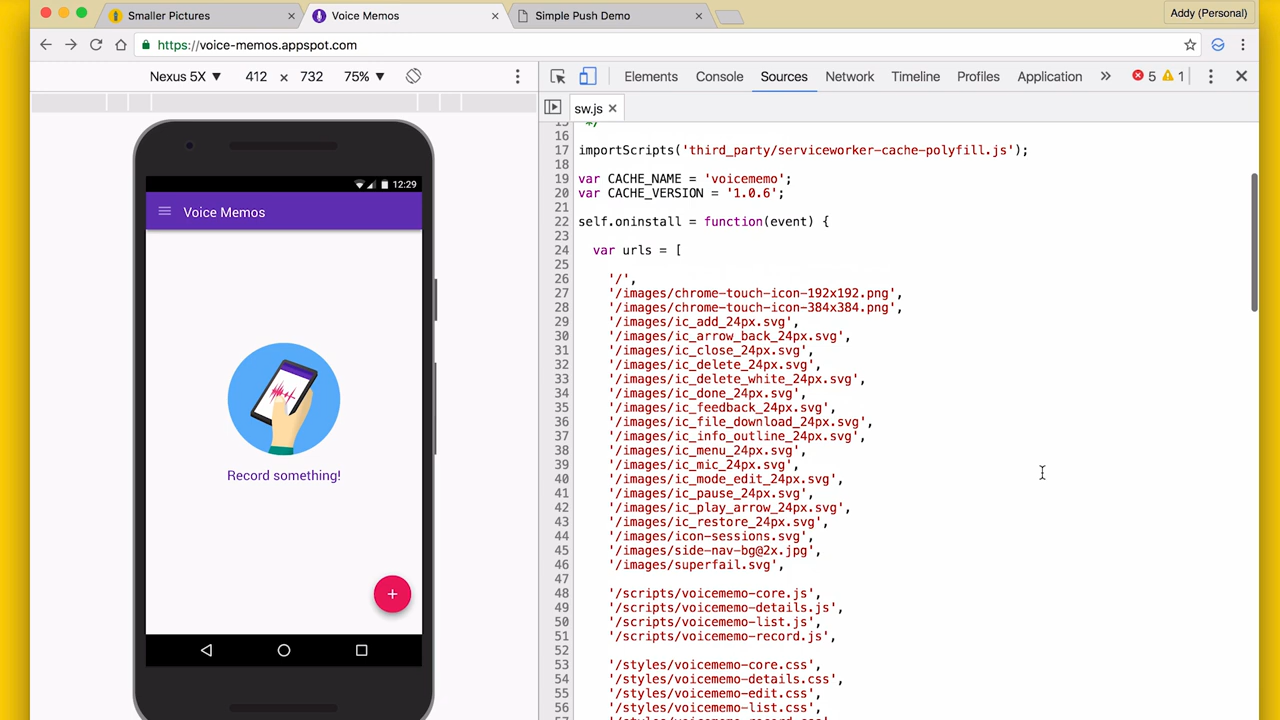 Smaller Pictures × Voice Memos × Simple Push Demo × Addy (Personal)
https://voice-memos.appspot.com
Nexus 5X ▼ 412 × 732 75% ▼
Elements Console Sources Network Timeline Profiles Application » 5 1
sw.js ×
12:29
Voice Memos
Record something!
+
15 */
16
17 importScripts('third_party/serviceworker-cache-polyfill.js');
18
19 var CACHE_NAME = 'voicememo';
20 var CACHE_VERSION = '1.0.6';
21
22 self.oninstall = function(event) {
23
24 var urls = [
25
26 '/',
27 '/images/chrome-touch-icon-192x192.png',
28 '/images/chrome-touch-icon-384x384.png',
29 '/images/ic_add_24px.svg',
30 '/images/ic_arrow_back_24px.svg',
31 '/images/ic_close_24px.svg',
32 '/images/ic_delete_24px.svg',
33 '/images/ic_delete_white_24px.svg',
34 '/images/ic_done_24px.svg',
35 '/images/ic_feedback_24px.svg',
36 '/images/ic_file_download_24px.svg',
37 '/images/ic_info_outline_24px.svg',
38 '/images/ic_menu_24px.svg',
39 '/images/ic_mic_24px.svg',
40 '/images/ic_mode_edit_24px.svg',
41 '/images/ic_pause_24px.svg',
42 '/images/ic_play_arrow_24px.svg',
43 '/images/ic_restore_24px.svg',
44 '/images/icon-sessions.svg',
45 '/images/side-nav-bg@2x.jpg',
46 '/images/superfail.svg',
47
48 '/scripts/voicememo-core.js',
49 '/scripts/voicememo-details.js',
50 '/scripts/voicememo-list.js',
51 '/scripts/voicememo-record.js',
52
53 '/styles/voicememo-core.css',
54 '/styles/voicememo-details.css',
55 '/styles/voicememo-edit.css',
56 '/styles/voicememo-list.css',